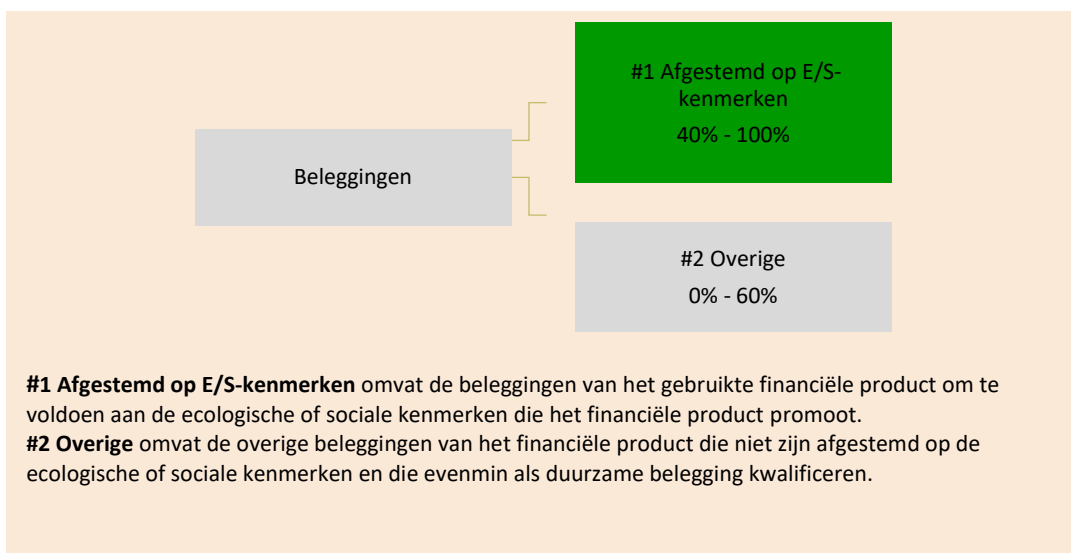 #1 Afgestemd op E/S-
kenmerken
40% - 100%
Beleggingen
#2 Overige
0% - 60%
#1 Afgestemd op E/S-kenmerken omvat de beleggingen van het gebruikte financiële product om te
voldoen aan de ecologische of sociale kenmerken die het financiële product promoot.
#2 Overige omvat de overige beleggingen van het financiële product die niet zijn afgestemd op de
ecologische of sociale kenmerken en die evenmin als duurzame belegging kwalificeren.